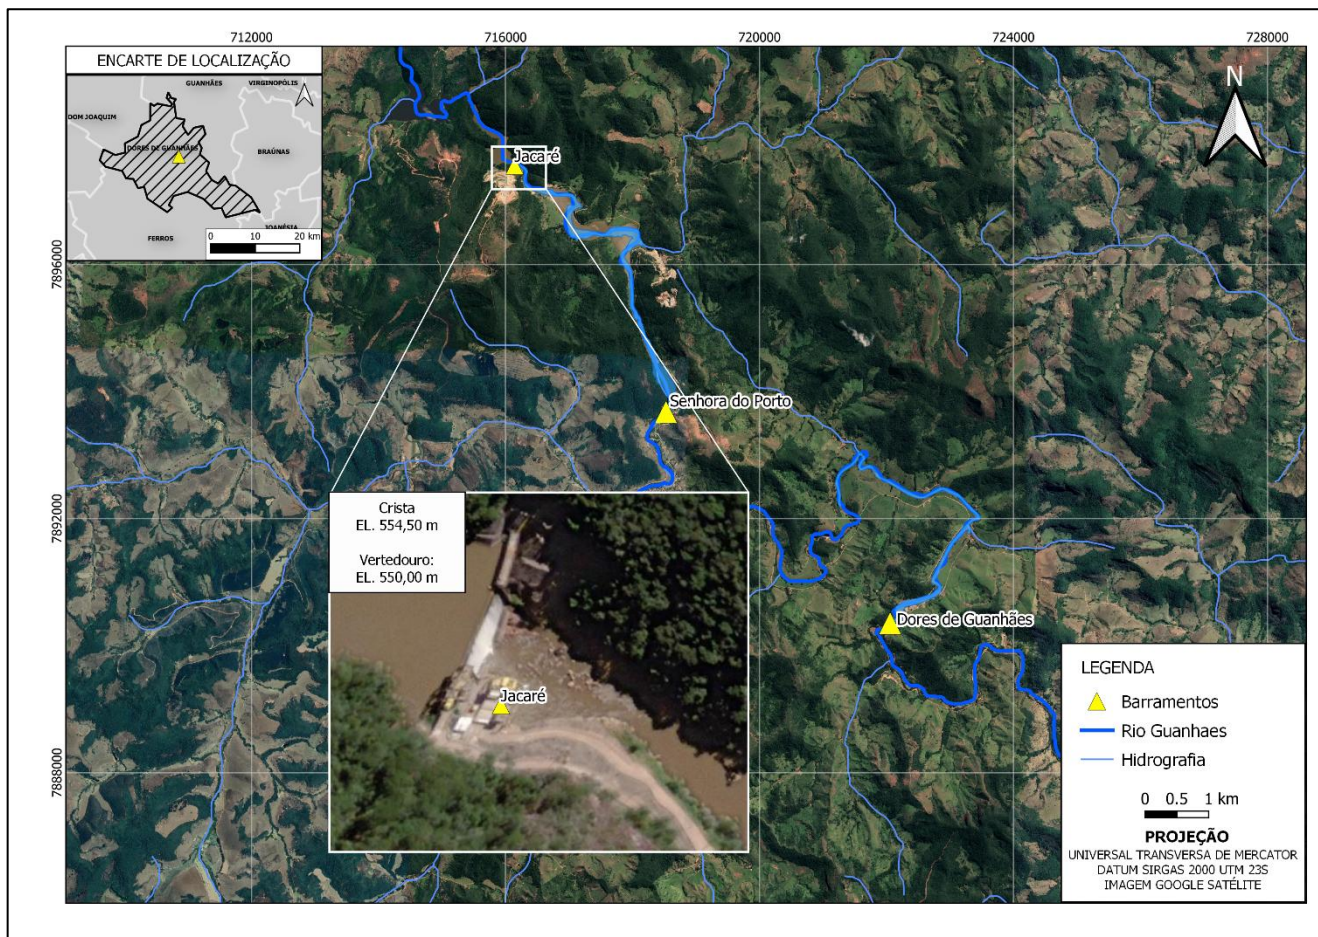 712000
716000
720000
724000
728000
ENCARTE DE LOCALIZAÇÃO
GUANHÃES
VIRGINOPÓLIS
DOM JOAQUIM
DORES DE GUANHÃES
BRAÚNAS
JOANÉSIA
FERROS
0 10 20 km
N
Jacaré
7896000
Senhora do Porto
7892000
Crista
EL. 554,50 m
Vertedouro:
EL. 550,00 m
Jacaré
Dores de Guanhães
7888000
LEGENDA
Barramentos
Rio Guanhaes
Hidrografia
0 0.5 1 km
PROJEÇÃO
UNIVERSAL TRANSVERSA DE MERCATOR
DATUM SIRGAS 2000 UTM 23S
IMAGEM GOOGLE SATÉLITE